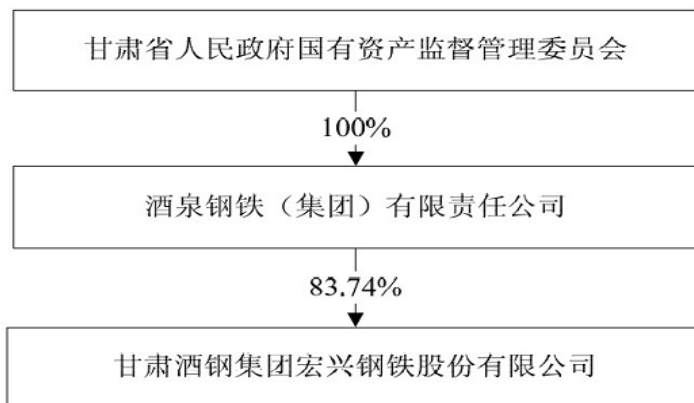 甘肃省人民政府国有资产监督管理委员会
100%
酒泉钢铁（集团）有限责任公司
83.74%
甘肃酒钢集团宏兴钢铁股份有限公司